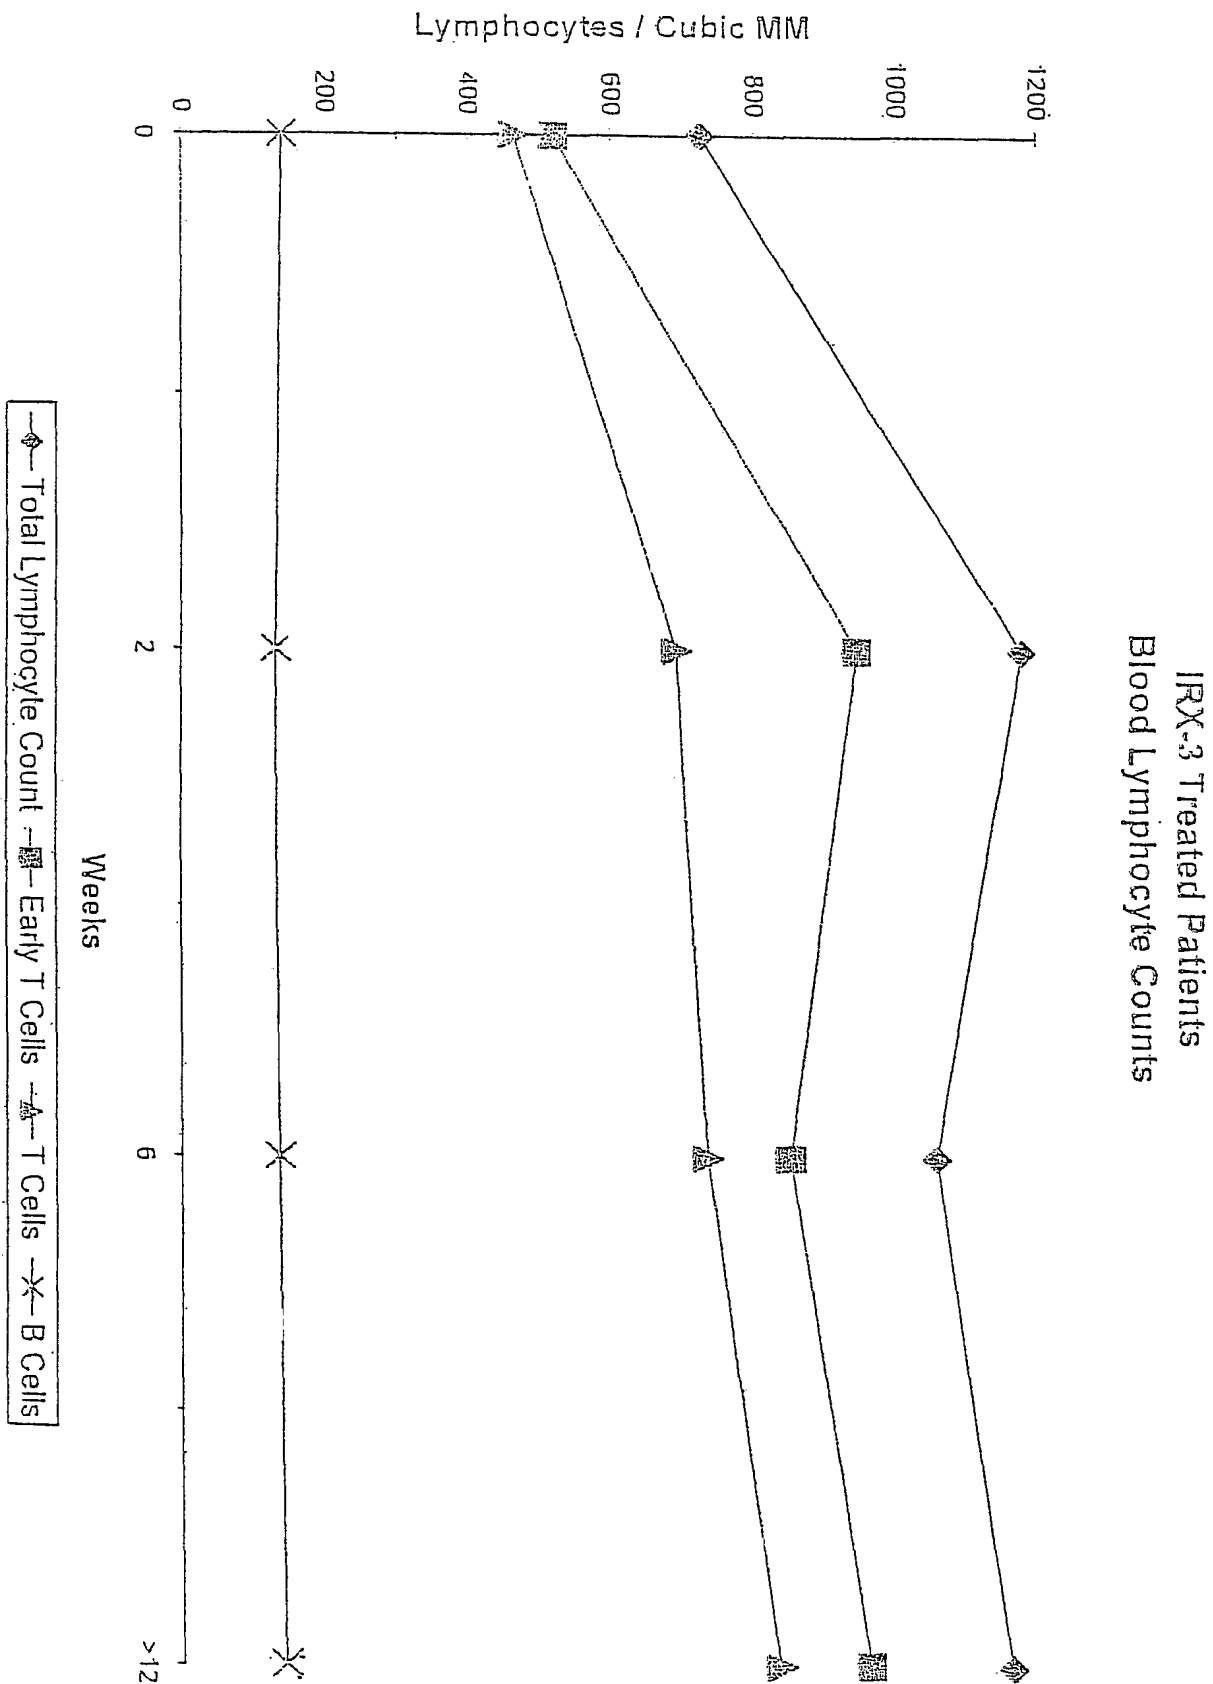 IRX-3 Treated Patients
Blood Lymphocyte Counts
Lymphocytes / Cubic MM
1200
1000
800
600
400
200
0
0 2 6 >12
Weeks
Total Lymphocyte Count Early T Cells T Cells B Cells